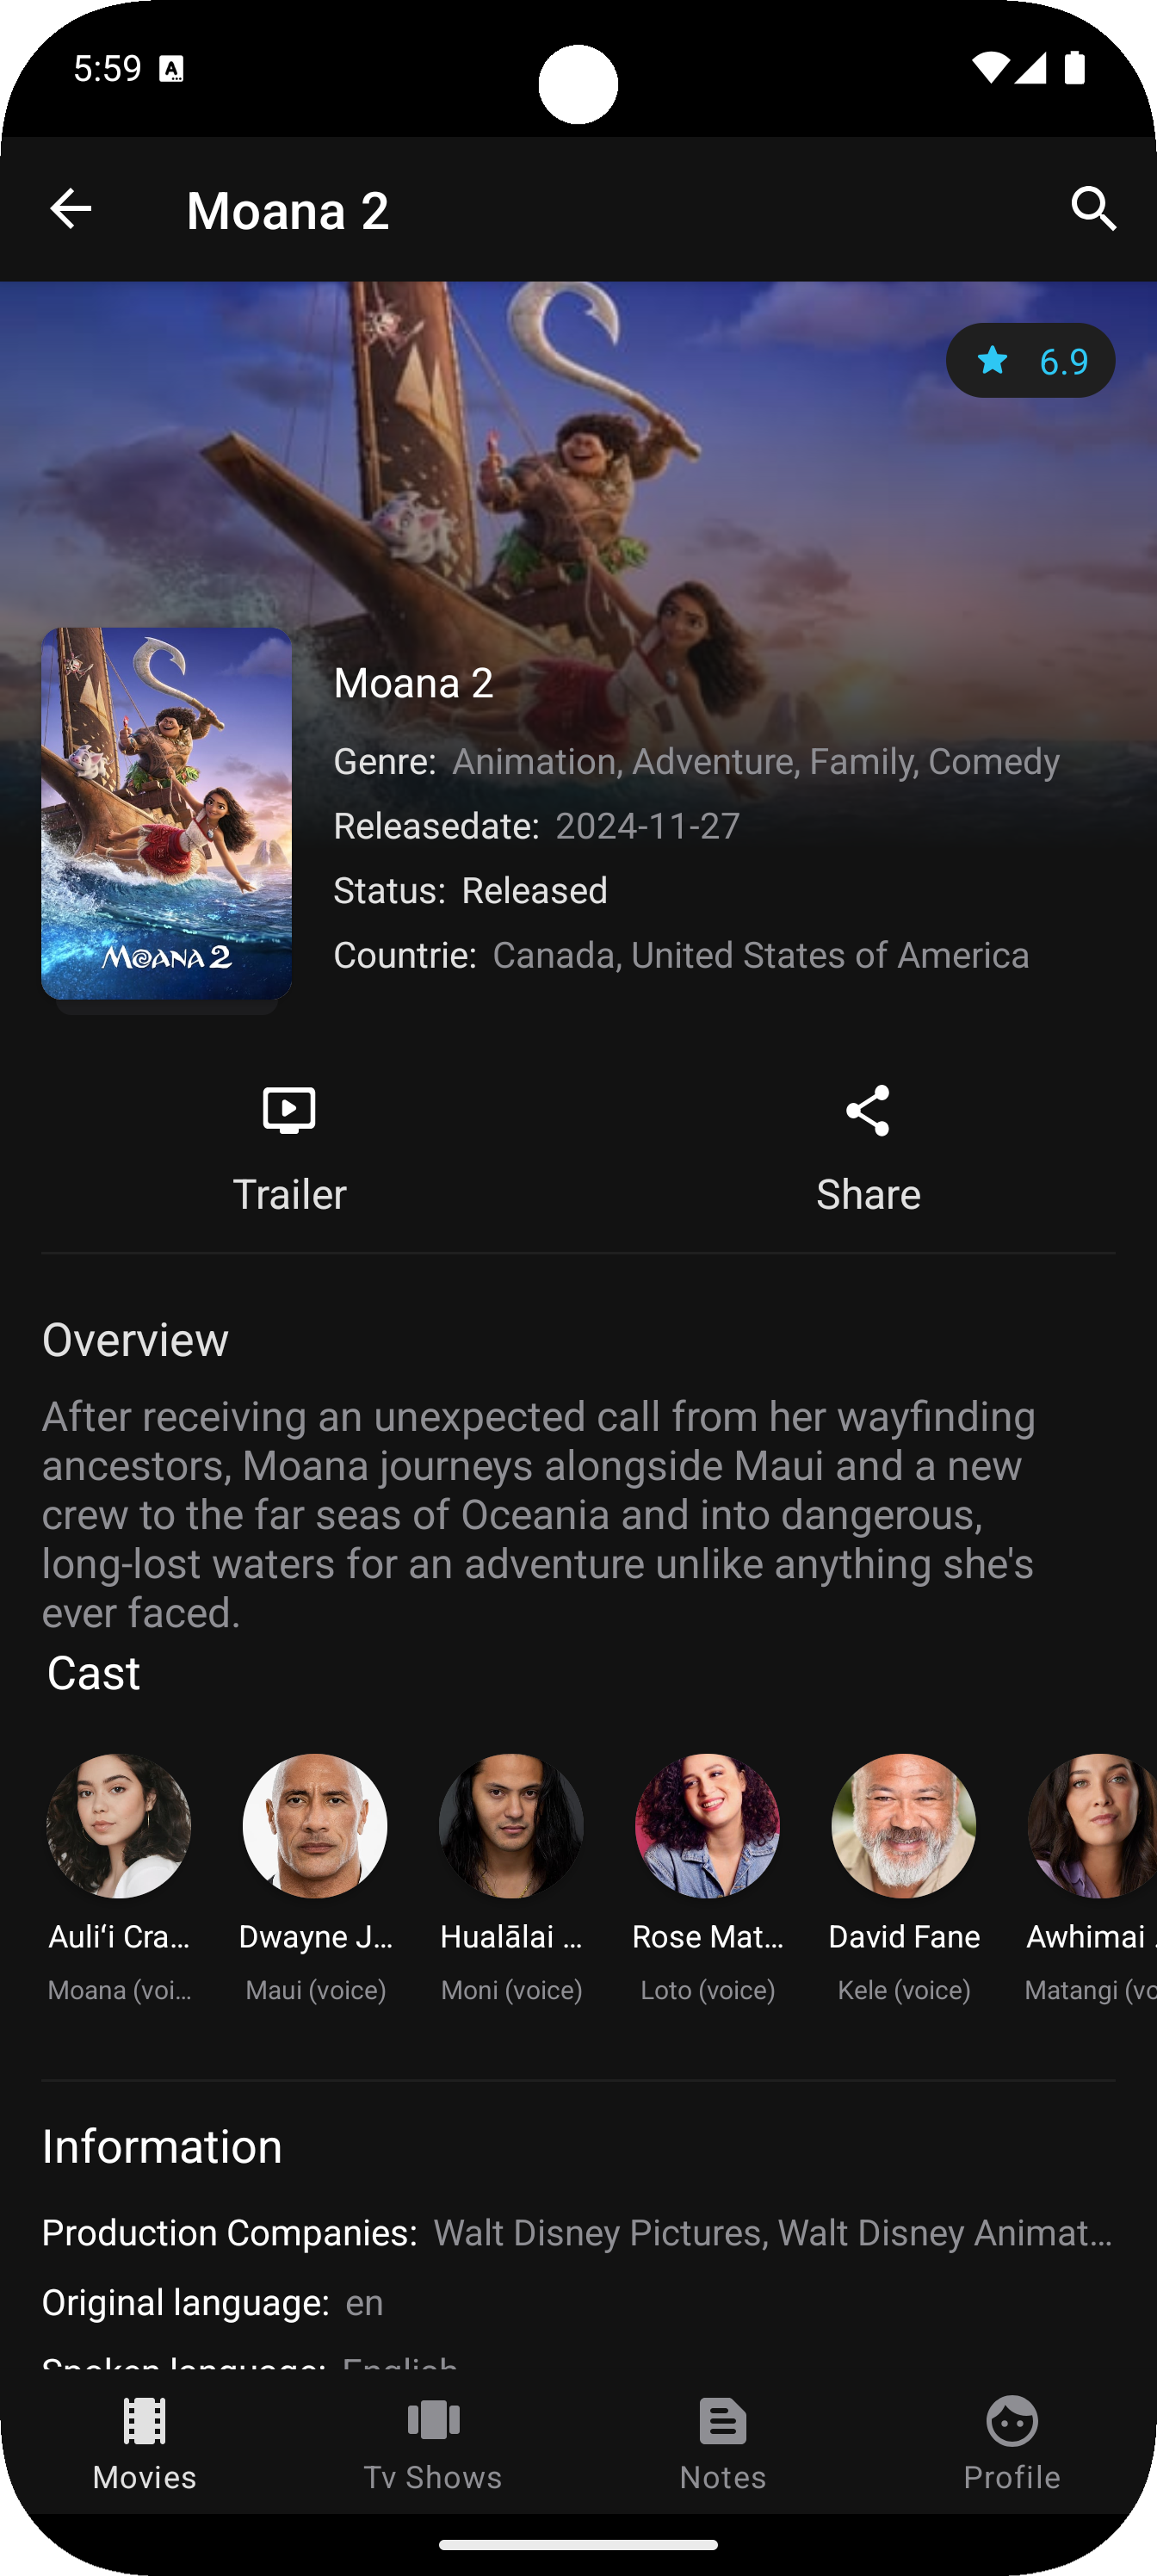 5:59
Moana 2
6.9
Moana 2
Genre: Animation, Adventure, Family, Comedy
Releasedate: 2024-11-27
Status: Released
Countrie: Canada, United States of America
MOANA 2
Trailer
Share
Overview
After receiving an unexpected call from her wayfinding
ancestors, Moana journeys alongside Maui and a new
crew to the far seas of Oceania and into dangerous,
long-lost waters for an adventure unlike anything she's
ever faced.
Cast
Auliʻi Cra... Dwayne J... Hualālai ... Rose Mat... David Fane Awhimai .
Moana (voi... Maui (voice) Moni (voice) Loto (voice) Kele (voice) Matangi (vo
Information
Production Companies: Walt Disney Pictures, Walt Disney Animat...
Original language: en
Spoken language: English
Movies
Tv Shows
Notes
Profile